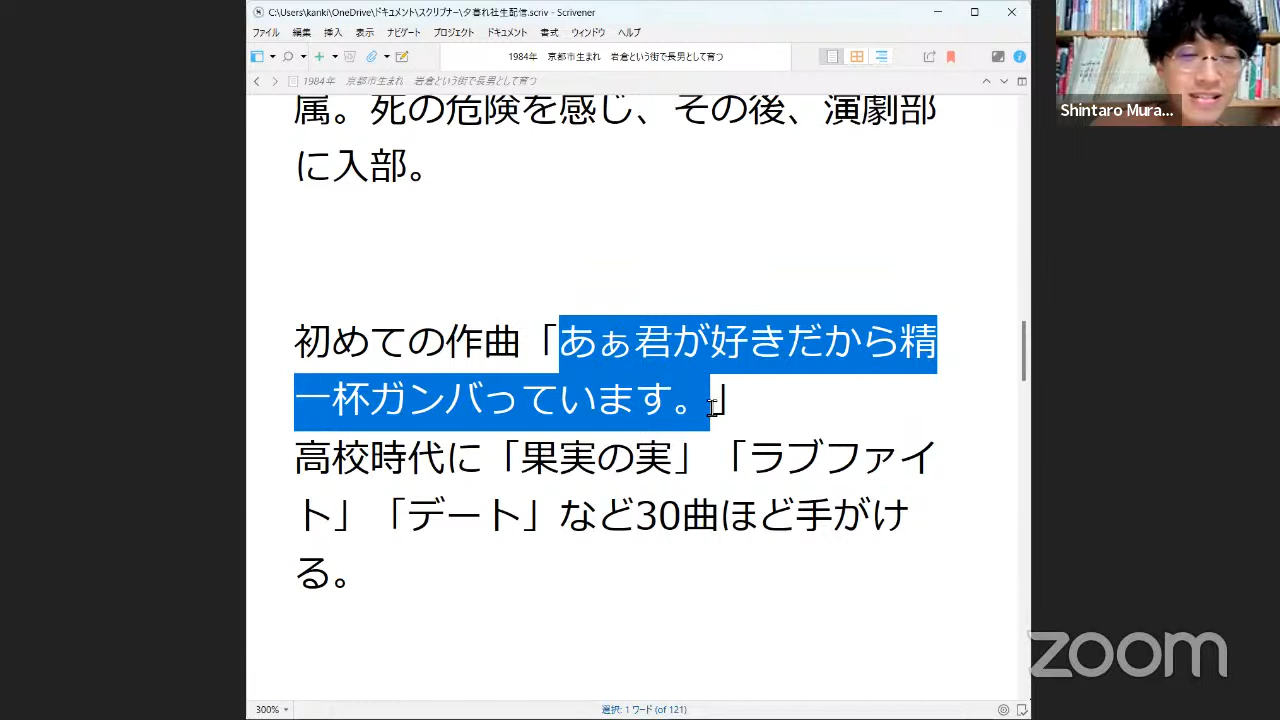 C:\Users\kanki\OneDrive\ドキュメント\スクリプナー\夕暮れ社生配信.scriv - Scrivener
ファイル 編集 挿入 表示 ナビゲート プロジェクト ドキュメント 書式 ウィンドウ ヘルプ
1984年 京都市生まれ 岩倉という街で長男として育つ
1984年 京都市生まれ 岩倉という街で長男として育つ
Shintaro Mura...
属。死の危険を感じ、その後、演劇部
に入部。
初めての作曲「あぁ君が好きだから精
一杯ガンバっています。」
高校時代に「果実の実」「ラブファイ
ト」「デート」など30曲ほど手がけ
る。
zoom
300%
選択: 1 ワード (of 121)